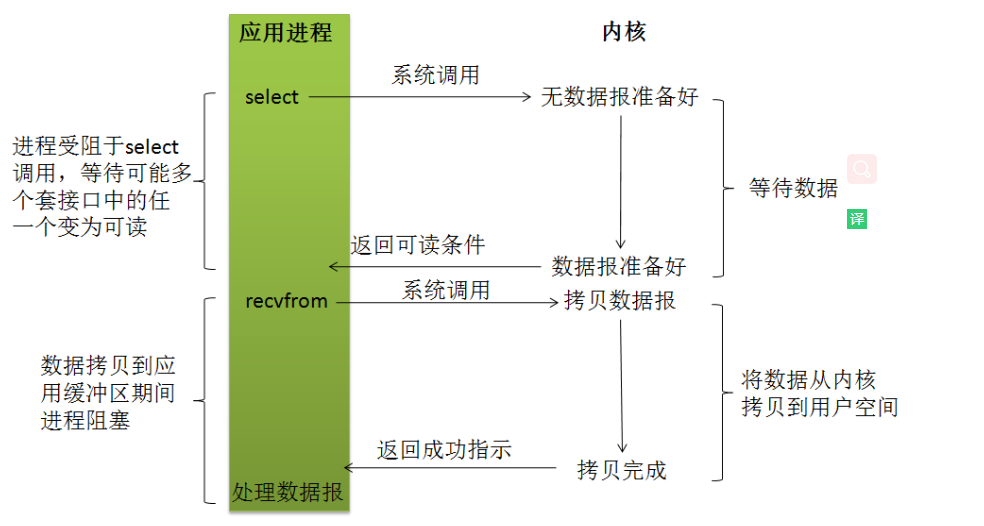 应用进程
内核
select
系统调用
无数据报准备好
进程受阻于select
调用，等待可能多
个套接口中的任
一个变为可读
等待数据
译
返回可读条件
数据报准备好
recvfrom
系统调用
拷贝数据报
数据拷贝到应
用缓冲区期间
进程阻塞
将数据从内核
拷贝到用户空间
返回成功指示
拷贝完成
处理数据报